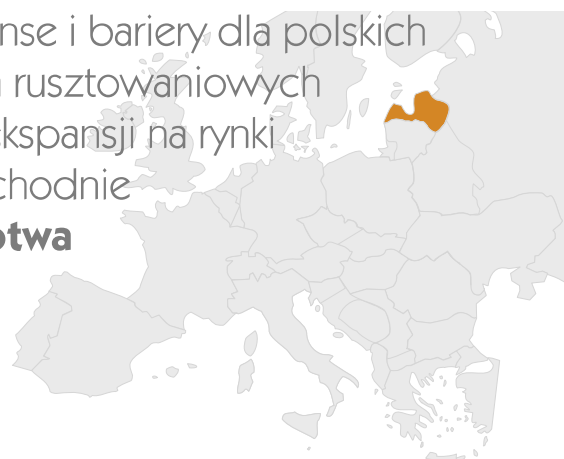 nse i bariery dla polskich
rusztowaniowych
kspansji na rynki
chodnie
otwa